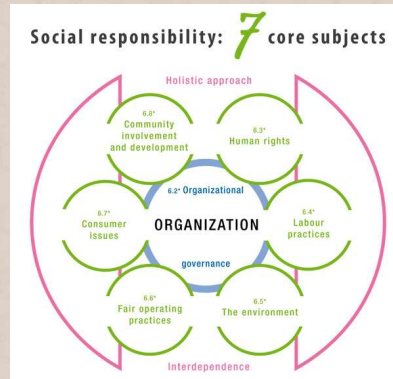 Social responsibility: 7 core subjects
Holistic approach
6.8*
Community
involvement
and development
6.3*
Human rights
6.2* Organizational
6.7*
Consumer
issues
ORGANIZATION
6.4*
Labour
practices
governance
6.6*
Fair operating
practices
6.5*
The environment
Interdependence